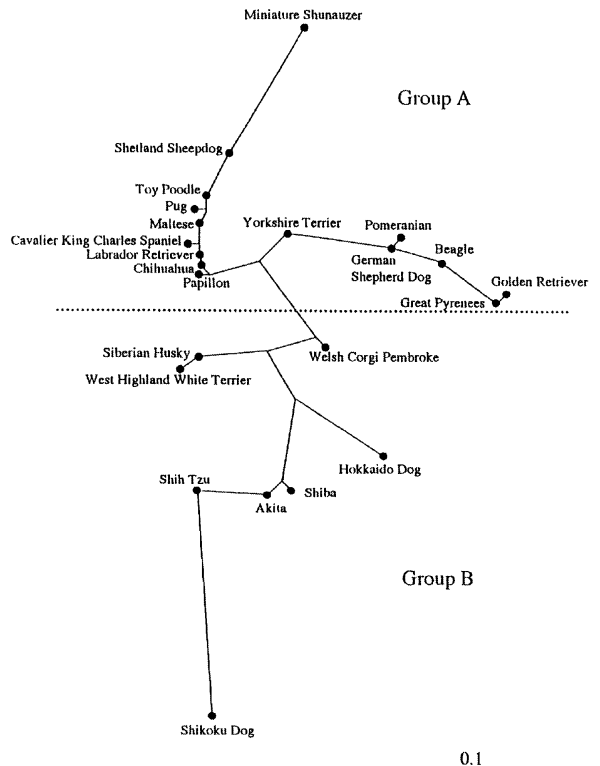 Miniature Shunauzer
Group A
Shetland Sheepdog
Toy Poodle
Pug
Maltese
Yorkshire Terrier
Pomeranian
Cavalier King Charles Spaniel
Labrador Retriever
German
Shepherd Dog
Beagle
Chihuahua
Papillon
Golden Retriever
Great Pyrenees
Siberian Husky
Welsh Corgi Pembroke
West Highland White Terrier
Hokkaido Dog
Shih Tzu
Akita
Shiba
Group B
Shikoku Dog
0.1